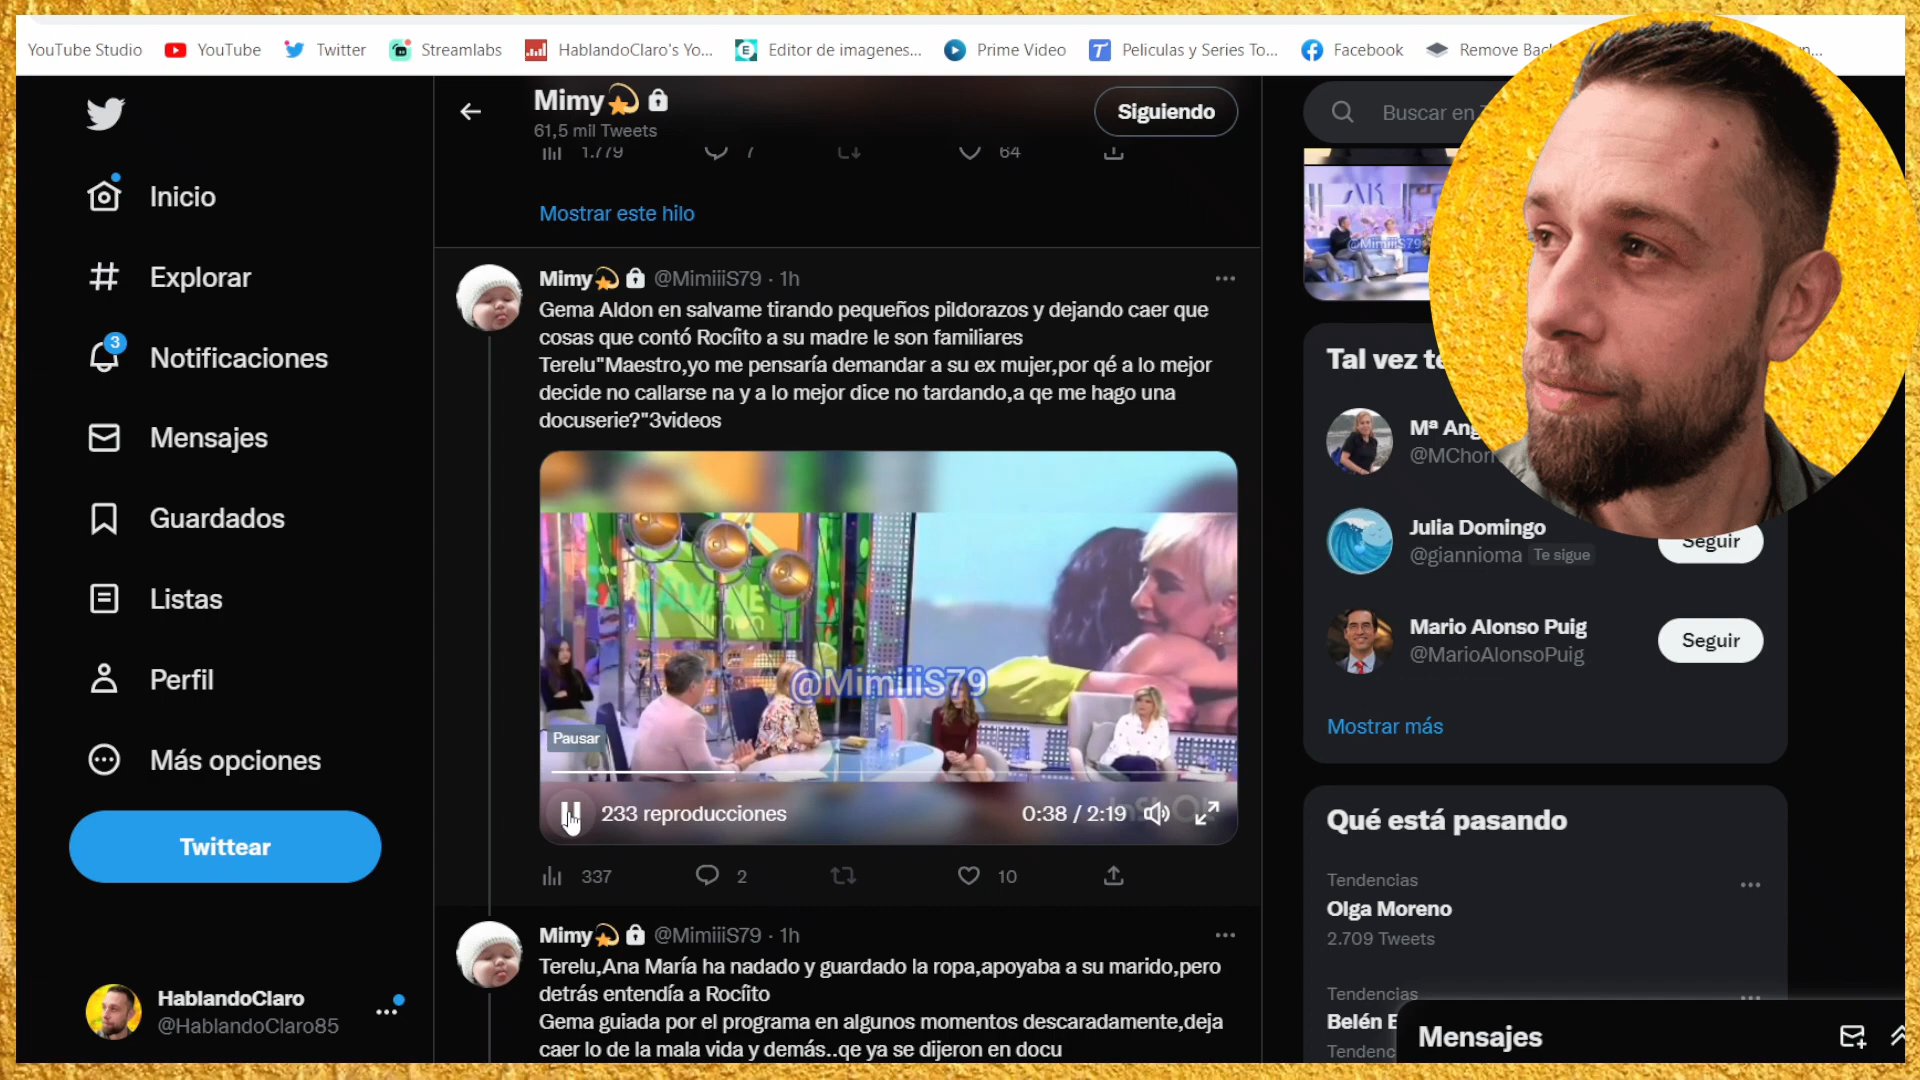 YouTube Studio
YouTube
Twitter
Streamlabs
HablandoClaro's Yo...
Editor de imagenes...
Prime Video
Peliculas y Series To...
Facebook
Remove
Mimy
61,5 mil Tweets
Siguiendo
Buscar en
1.779
7
64
Mostrar este hilo
Inicio
Explorar
3
Notificaciones
Mensajes
Guardados
Listas
Perfil
Más opciones
Twittear
HablandoClaro
@HablandoClaro85
Mimy @MimiiiS79 · 1h
Gema Aldon en salvame tirando pequeños pildorazos y dejando caer que
cosas que contó Rocíito a su madre le son familiares
Terelu"Maestro,yo me pensaría demandar a su ex mujer,por qé a lo mejor
decide no callarse na y a lo mejor dice no tardando,a qe me hago una
docuserie?"3videos
SALVAME
@MimiiiS79
Pausar
233 reproducciones
0:38 / 2:19
337
2
10
Mimy @MimiiiS79 · 1h
Terelu,Ana María ha nadado y guardado la ropa,apoyaba a su marido,pero
detrás entendía a Rocíito
Gema guiada por el programa en algunos momentos descaradamente,deja
caer lo de la mala vida y demás..qe ya se dijeron en docu
@MimiiiS79
Tal vez
Mª
Julia Domingo
@giannioma Te sigue
Seguir
Mario Alonso Puig
@MarioAlonsoPuig
Seguir
Mostrar más
Qué está pasando
Tendencias
Olga Moreno
2.709 Tweets
Tendencias
Belén
Mensajes